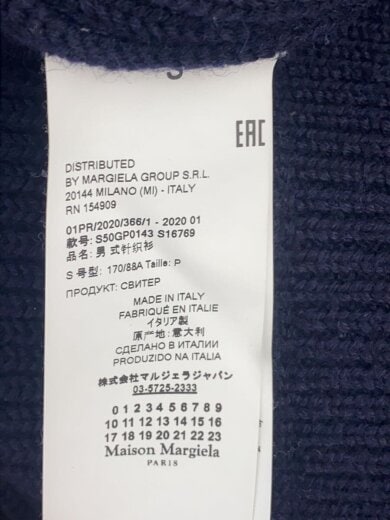 S
EAC
DISTRIBUTED
BY MARGIELA GROUP S.R.L.
20144 MILANO (MI) - ITALY
RN 154909
01PR/2020/366/1 - 2020 01
款号: S50GP0143 S16769
品名: 男 式针织衫
S 号型: 170/88A Taille: P
ПРОДУКТ: СВИТЕР
MADE IN ITALY
FABRIQUÉ EN ITALIE
イタリア製
原产地: 意大利
СДЕЛАНО В ИТАЛИИ
PRODUZIDO NA ITALIA
株式会社 マルジェラジャパン
03-5725-2333
0 1 2 3 4 5 6 7 8 9
10 11 12 13 14 15 16
17 18 19 20 21 22 23
Maison Margiela
PARIS